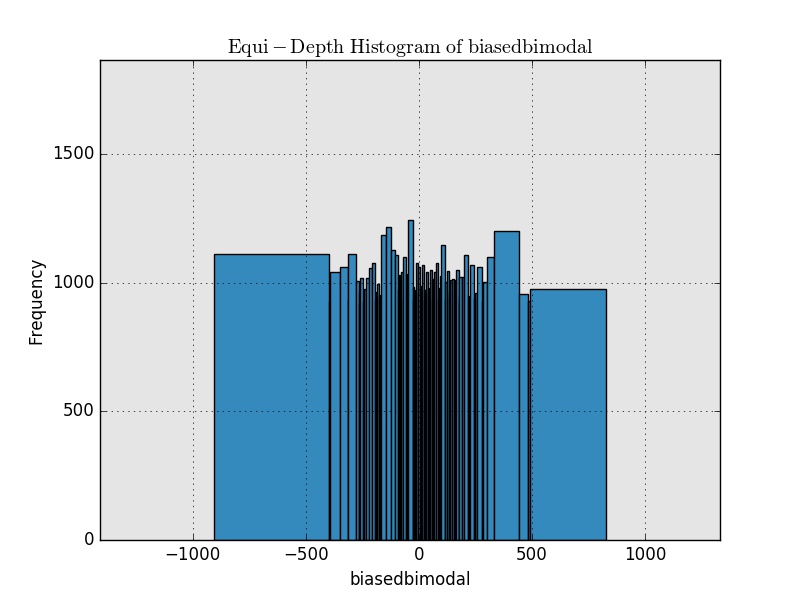 Equi − Depth Histogram of biasedbimodal
1500
1000
500
0
Frequency
−1000 −500 0 500 1000
biasedbimodal